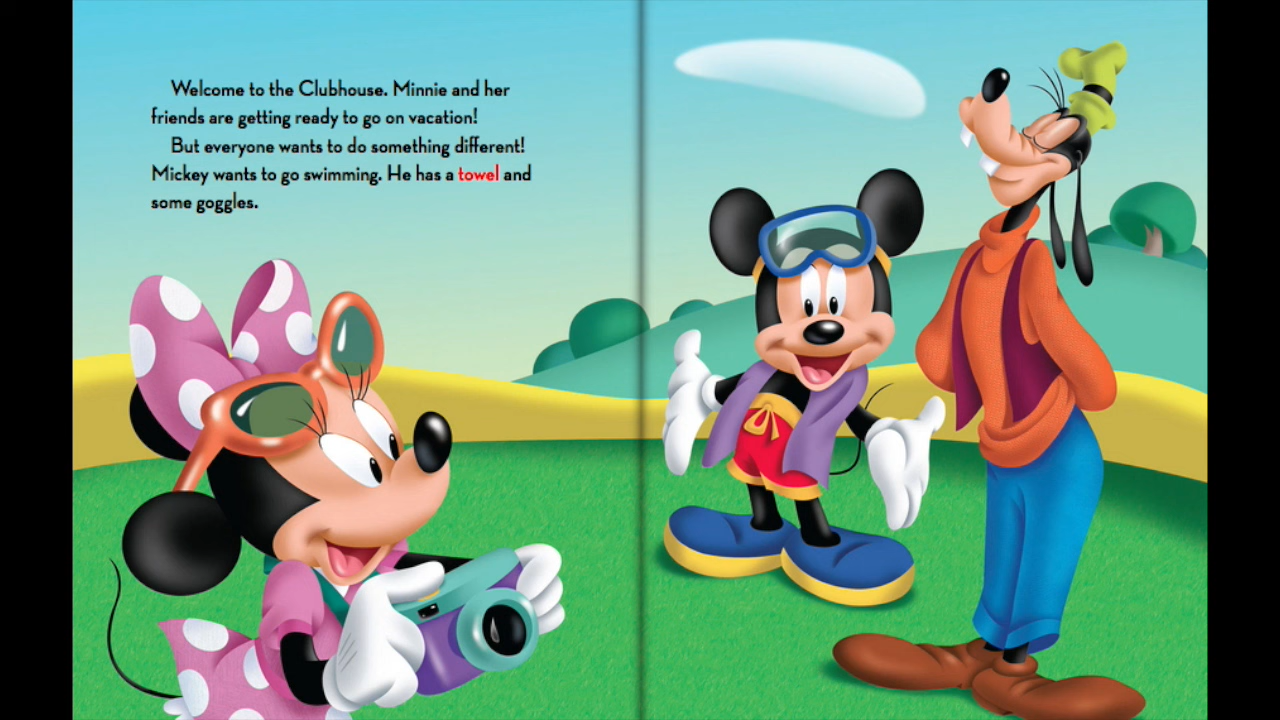 Welcome to the Clubhouse. Minnie and her
friends are getting ready to go on vacation!
But everyone wants to do something different!
Mickey wants to go swimming. He has a towel and
some goggles.